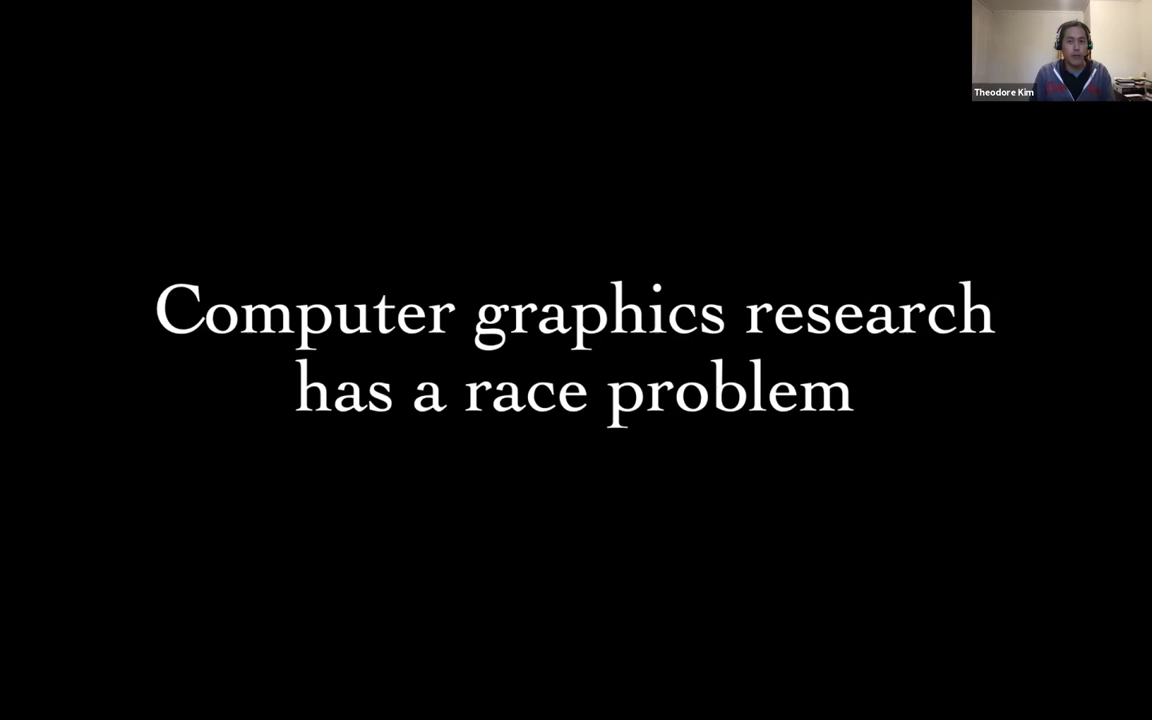 Theodore Kim
Computer graphics research
has a race problem